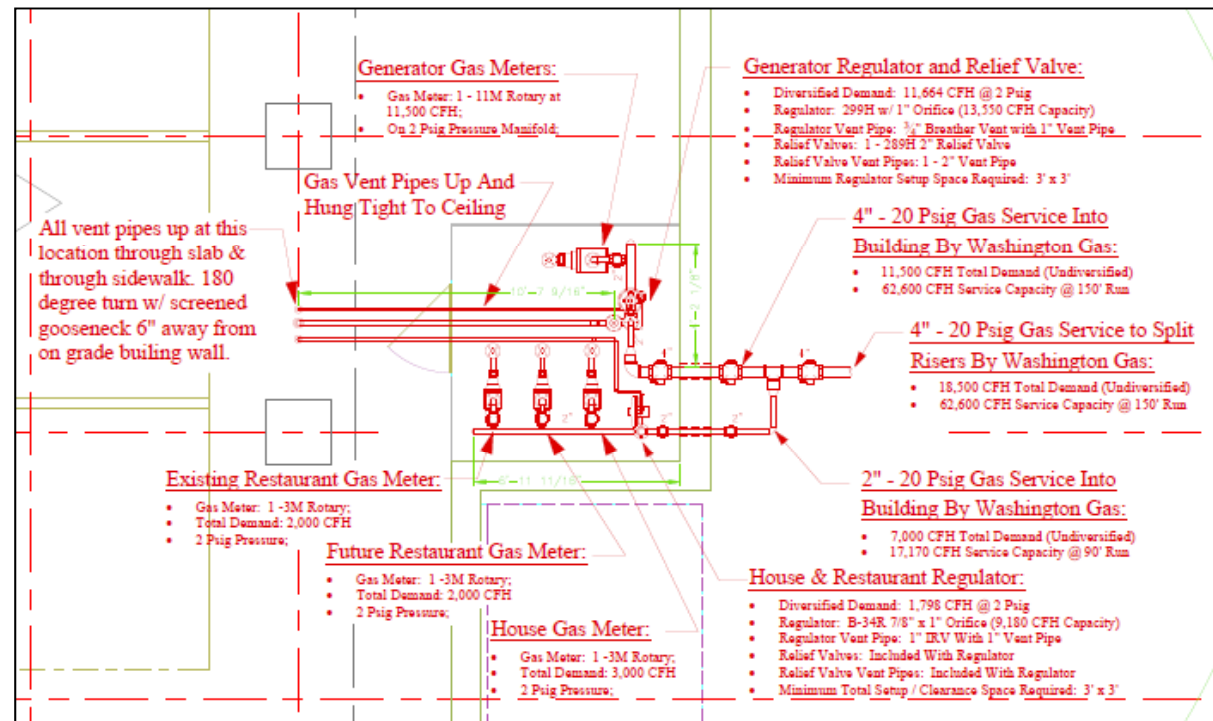 Generator Gas Meters:
• Gas Meter: 1 - 11M Rotary at
11,500 CFH;
• On 2 Psig Pressure Manifold;
Generator Regulator and Relief Valve:
• Diversified Demand: 11,664 CFH @ 2 Psig
• Regulator: 299H w/ 1" Orifice (13,550 CFH Capacity)
• Regulator Vent Pipe: ¾" Breather Vent with 1" Vent Pipe
• Relief Valves: 1 - 289H 2" Relief Valve
• Relief Valve Vent Pipes: 1 - 2" Vent Pipe
• Minimum Regulator Setup Space Required: 3' x 3'
Gas Vent Pipes Up And
Hung Tight To Ceiling
All vent pipes up at this
location through slab &
through sidewalk. 180
degree turn w/ screened
gooseneck 6" away from
on grade builing wall.
4" - 20 Psig Gas Service Into
Building By Washington Gas:
• 11,500 CFH Total Demand (Undiversified)
• 62,600 CFH Service Capacity @ 150' Run
10'-7 9/16"
2 1/8"
4" - 20 Psig Gas Service to Split
Risers By Washington Gas:
• 18,500 CFH Total Demand (Undiversified)
• 62,600 CFH Service Capacity @ 150' Run
2"
2"
2"
2"
11 11/16"
Existing Restaurant Gas Meter:
• Gas Meter: 1 -3M Rotary;
• Total Demand: 2,000 CFH
• 2 Psig Pressure;
2" - 20 Psig Gas Service Into
Building By Washington Gas:
• 7,000 CFH Total Demand (Undiversified)
• 17,170 CFH Service Capacity @ 90' Run
Future Restaurant Gas Meter:
• Gas Meter: 1 -3M Rotary;
• Total Demand: 2,000 CFH
• 2 Psig Pressure;
House & Restaurant Regulator:
• Diversified Demand: 1,798 CFH @ 2 Psig
• Regulator: B-34R 7/8" x 1" Orifice (9,180 CFH Capacity)
• Regulator Vent Pipe: 1" IRV With 1" Vent Pipe
• Relief Valves: Included With Regulator
• Relief Valve Vent Pipes: Included With Regulator
• Minimum Total Setup / Clearance Space Required: 3' x 3'
House Gas Meter:
• Gas Meter: 1 -3M Rotary;
• Total Demand: 3,000 CFH
• 2 Psig Pressure;